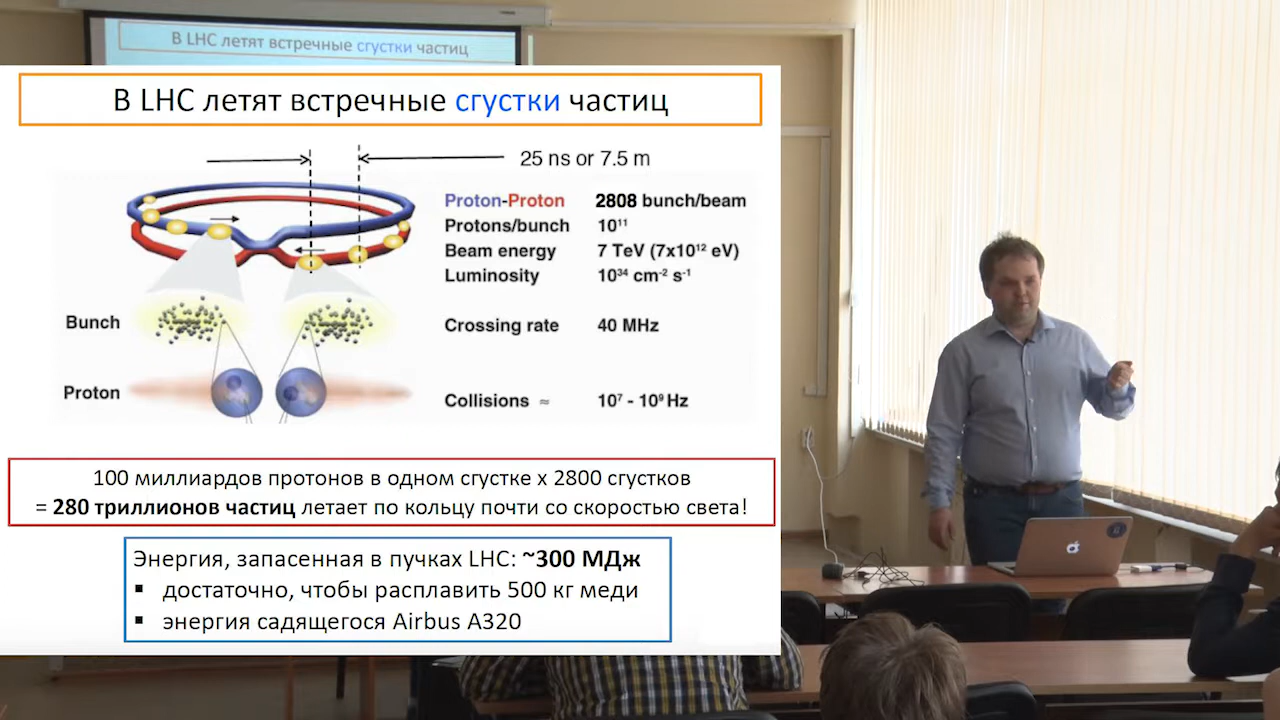 В LHC летят встречные сгустки частиц
В LHC летят встречные сгустки частиц
25 ns or 7.5 m
Proton-Proton 2808 bunch/beam
Protons/bunch 10¹¹
Beam energy 7 TeV (7x10¹² eV)
Luminosity 10³⁴ cm⁻² s⁻¹
Bunch
Crossing rate 40 MHz
Proton
Collisions ≈ 10⁷ - 10⁹ Hz
100 миллиардов протонов в одном сгустке x 2800 сгустков
= 280 триллионов частиц летает по кольцу почти со скоростью света!
Энергия, запасенная в пучках LHC: ~300 МДж
▪ достаточно, чтобы расплавить 500 кг меди
▪ энергия садящегося Airbus A320